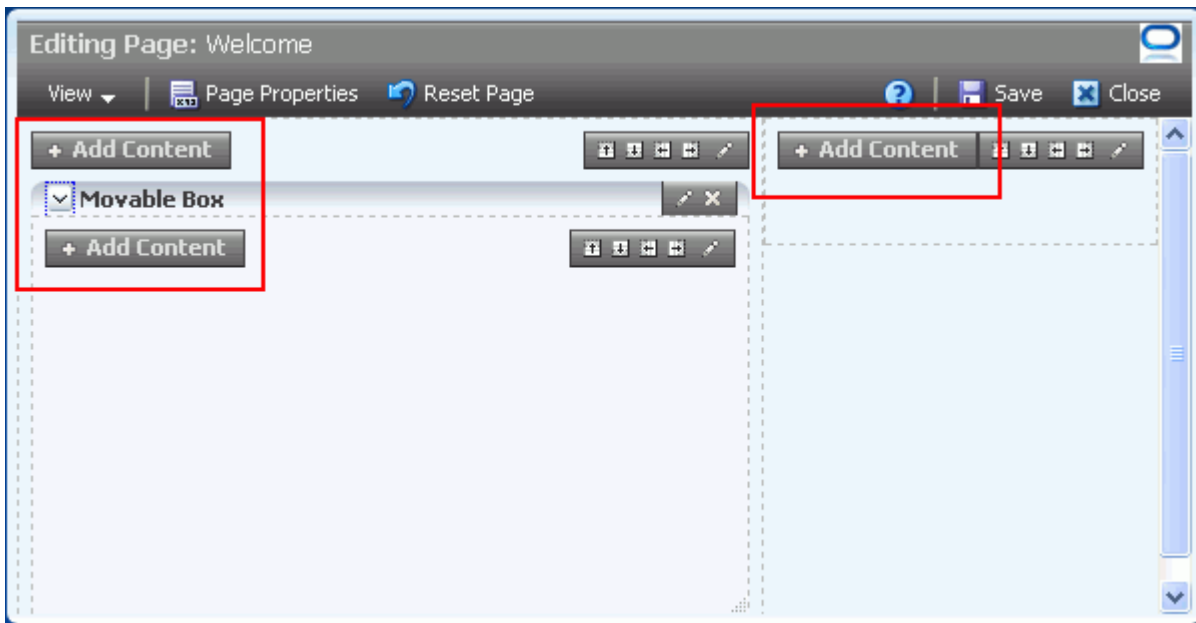 Editing Page: Welcome
View Page Properties Reset Page Save Close
+ Add Content + Add Content
Movable Box
+ Add Content